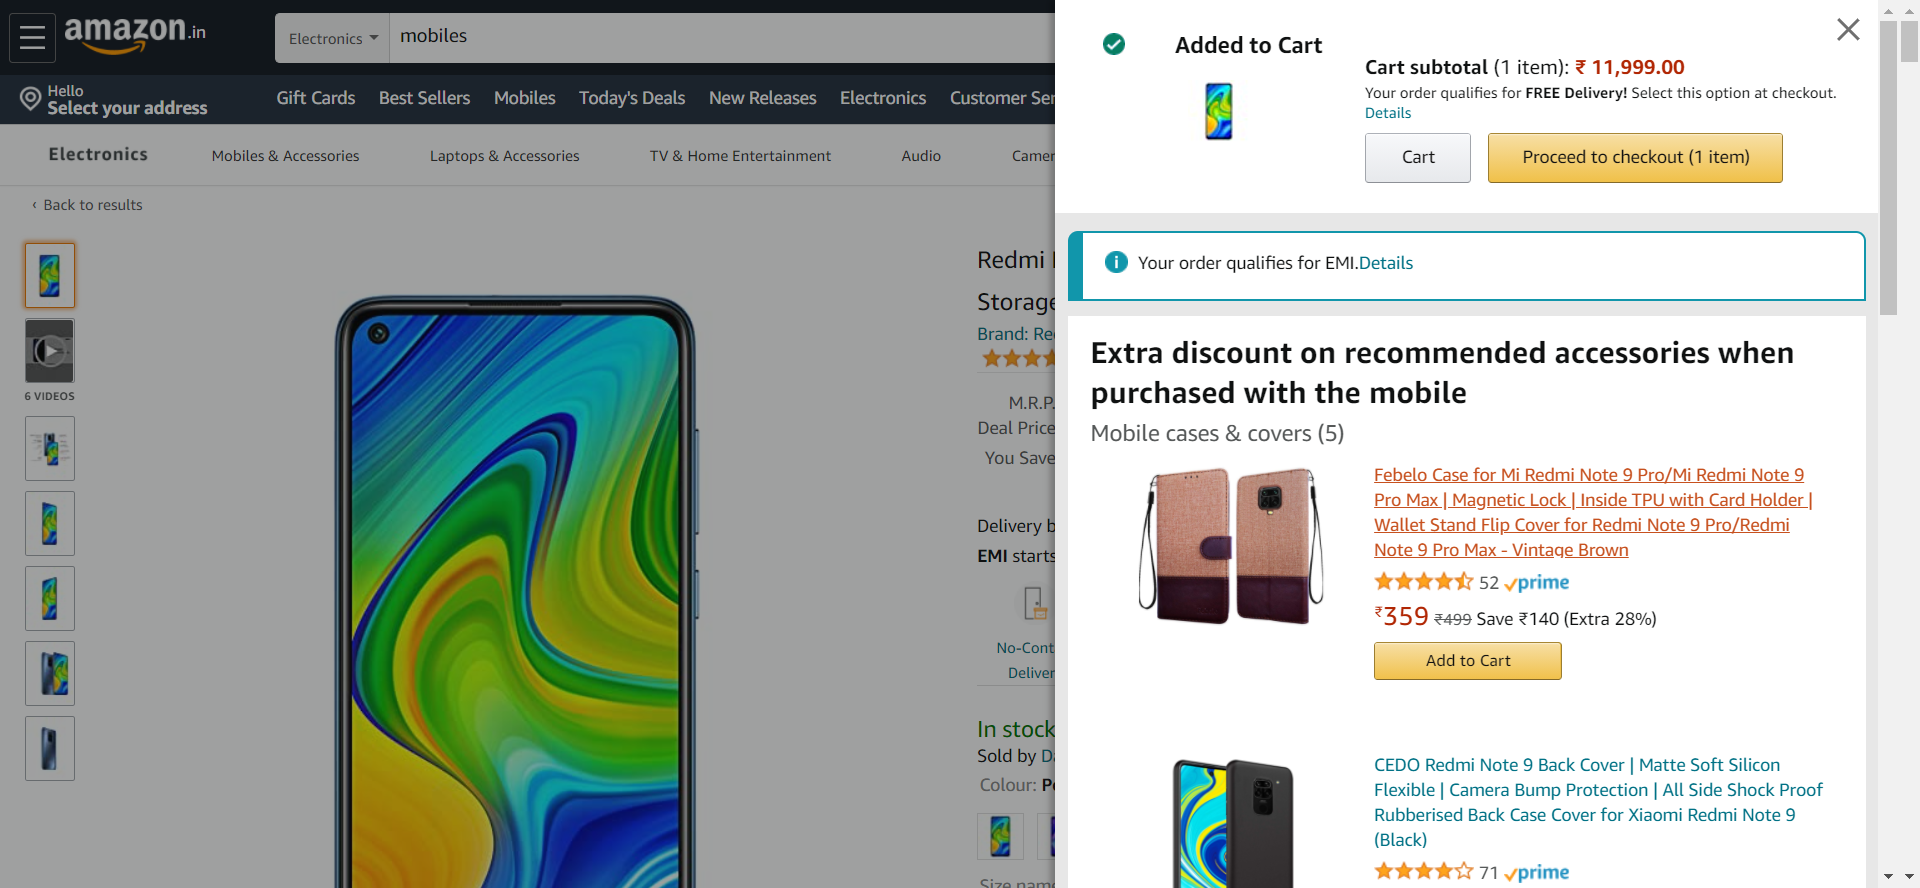 amazon.in
Electronics
mobiles
Hello
Select your address
Gift Cards
Best Sellers
Mobiles
Today's Deals
New Releases
Electronics
Customer Ser
Electronics
Mobiles & Accessories
Laptops & Accessories
TV & Home Entertainment
Audio
Camer
‹ Back to results
6 VIDEOS
Redmi
Storage
Brand: Re
M.R.P.
Deal Price
You Save
Delivery b
EMI starts
No-Cont
Deliver
In stock
Sold by Da
Colour: Pe
Size name
Added to Cart
Cart subtotal (1 item): ₹ 11,999.00
Your order qualifies for FREE Delivery! Select this option at checkout.
Details
Cart
Proceed to checkout (1 item)
Your order qualifies for EMI.Details
Extra discount on recommended accessories when
purchased with the mobile
Mobile cases & covers (5)
Febelo Case for Mi Redmi Note 9 Pro/Mi Redmi Note 9
Pro Max | Magnetic Lock | Inside TPU with Card Holder |
Wallet Stand Flip Cover for Redmi Note 9 Pro/Redmi
Note 9 Pro Max - Vintage Brown
52 prime
₹359 ₹499 Save ₹140 (Extra 28%)
Add to Cart
CEDO Redmi Note 9 Back Cover | Matte Soft Silicon
Flexible | Camera Bump Protection | All Side Shock Proof
Rubberised Back Case Cover for Xiaomi Redmi Note 9
(Black)
71 prime